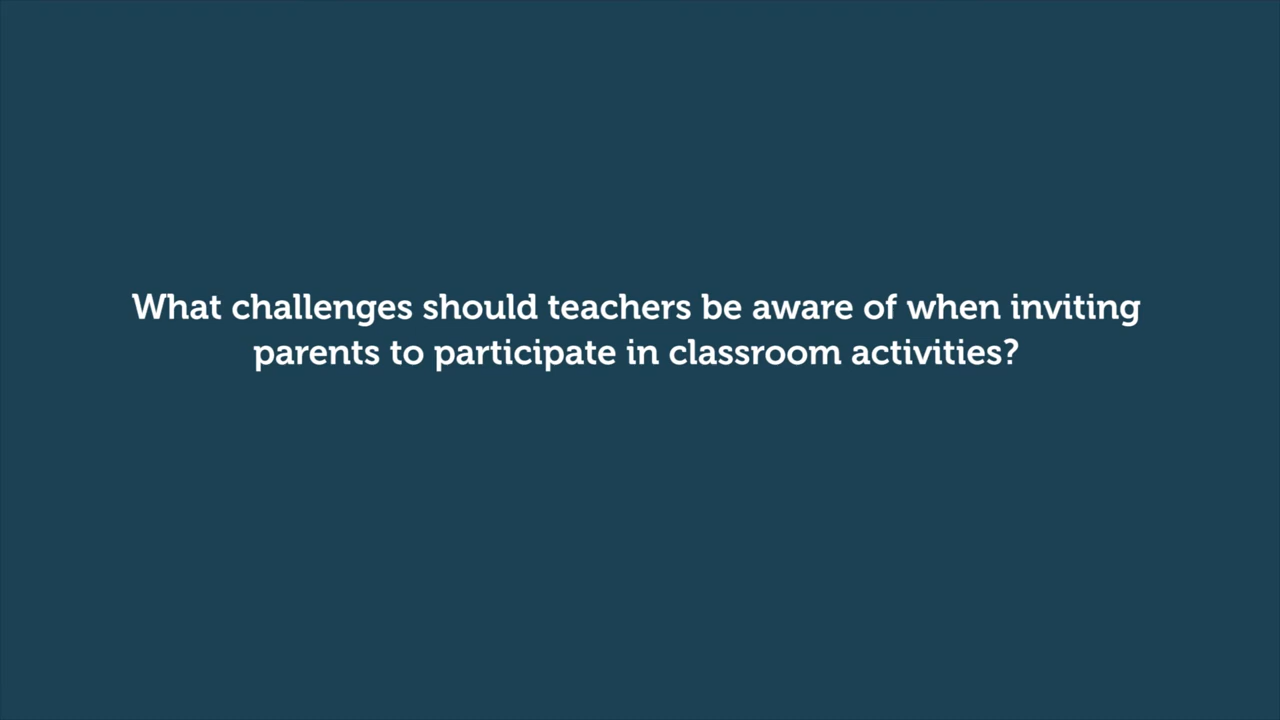 What challenges should teachers be aware of when inviting
parents to participate in classroom activities?